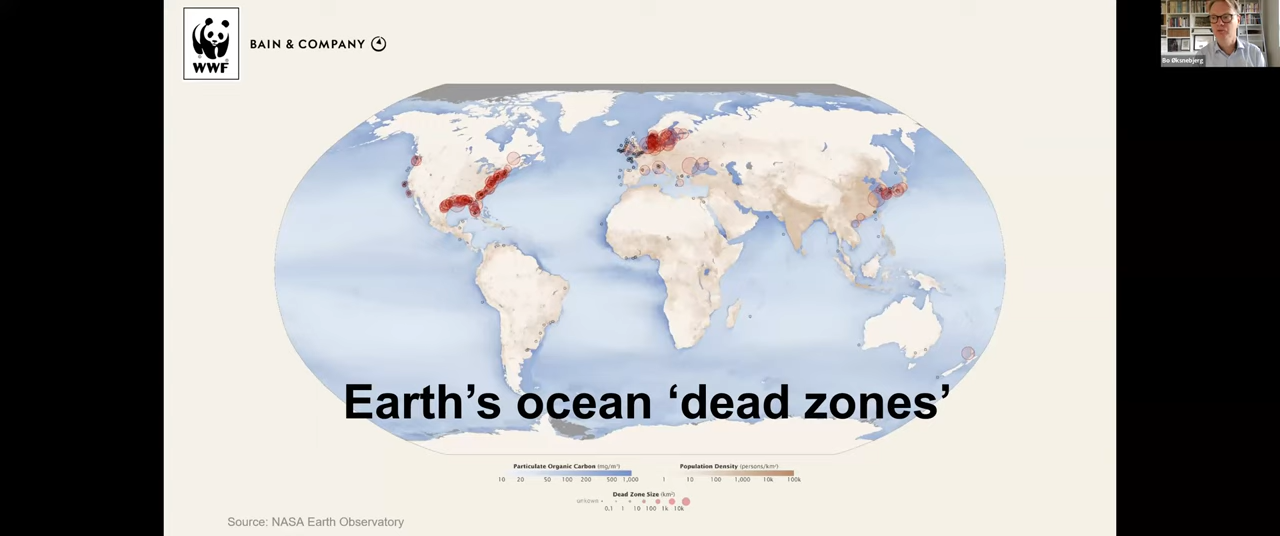 WWF
BAIN & COMPANY
Bo Øksnebjerg
Earth's ocean ‘dead zones’
Particulate Organic Carbon (mg/m³)
10 20 50 100 200 500 1,000
Population Density (persons/km²)
1 10 100 1,000 10k 100k
Dead Zone Size (km²)
unknown
0.1 1 10 100 1k 10k
Source: NASA Earth Observatory